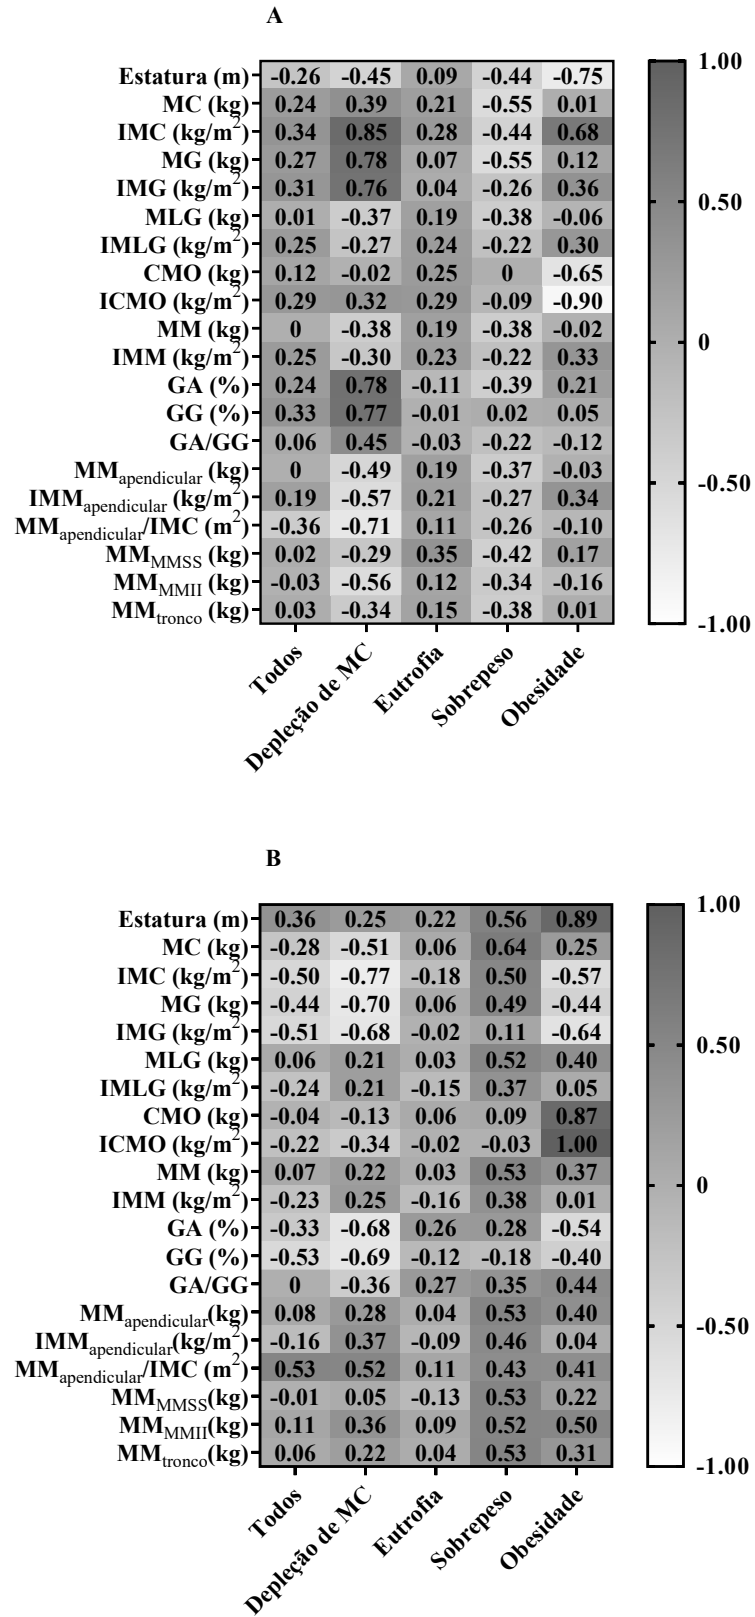 A
Estatura (m) -0.26 -0.45 0.09 -0.44 -0.75
MC (kg) 0.24 0.39 0.21 -0.55 0.01
IMC (kg/m²) 0.34 0.85 0.28 -0.44 0.68
MG (kg) 0.27 0.78 0.07 -0.55 0.12
IMG (kg/m²) 0.31 0.76 0.04 -0.26 0.36
MLG (kg) 0.01 -0.37 0.19 -0.38 -0.06
IMLG (kg/m²) 0.25 -0.27 0.24 -0.22 0.30
CMO (kg) 0.12 -0.02 0.25 0 -0.65
ICMO (kg/m²) 0.29 0.32 0.29 -0.09 -0.90
MM (kg) 0 -0.38 0.19 -0.38 -0.02
IMM (kg/m²) 0.25 -0.30 0.23 -0.22 0.33
GA (%) 0.24 0.78 -0.11 -0.39 0.21
GG (%) 0.33 0.77 -0.01 0.02 0.05
GA/GG 0.06 0.45 -0.03 -0.22 -0.12
MMapendicular (kg) 0 -0.49 0.19 -0.37 -0.03
IMMapendicular (kg/m²) 0.19 -0.57 0.21 -0.27 0.34
MMapendicular/IMC (m²) -0.36 -0.71 0.11 -0.26 -0.10
MMMMSS (kg) 0.02 -0.29 0.35 -0.42 0.17
MMMMII (kg) -0.03 -0.56 0.12 -0.34 -0.16
MMtronco (kg) 0.03 -0.34 0.15 -0.38 0.01
Todos
Depleção de MC
Eutrofia
Sobrepeso
Obesidade
1.00
0.50
0
-0.50
-1.00
B
Estatura (m) 0.36 0.25 0.22 0.56 0.89
MC (kg) -0.28 -0.51 0.06 0.64 0.25
IMC (kg/m²) -0.50 -0.77 -0.18 0.50 -0.57
MG (kg) -0.44 -0.70 0.06 0.49 -0.44
IMG (kg/m²) -0.51 -0.68 -0.02 0.11 -0.64
MLG (kg) 0.06 0.21 0.03 0.52 0.40
IMLG (kg/m²) -0.24 0.21 -0.15 0.37 0.05
CMO (kg) -0.04 -0.13 0.06 0.09 0.87
ICMO (kg/m²) -0.22 -0.34 -0.02 -0.03 1.00
MM (kg) 0.07 0.22 0.03 0.53 0.37
IMM (kg/m²) -0.23 0.25 -0.16 0.38 0.01
GA (%) -0.33 -0.68 0.26 0.28 -0.54
GG (%) -0.53 -0.69 -0.12 -0.18 -0.40
GA/GG 0 -0.36 0.27 0.35 0.44
MMapendicular(kg) 0.08 0.28 0.04 0.53 0.40
IMMapendicular(kg/m²) -0.16 0.37 -0.09 0.46 0.04
MMapendicular/IMC (m²) 0.53 0.52 0.11 0.43 0.41
MMMMSS(kg) -0.01 0.05 -0.13 0.53 0.22
MMMMII(kg) 0.11 0.36 0.09 0.52 0.50
MMtronco(kg) 0.06 0.22 0.04 0.53 0.31
Todos
Depleção de MC
Eutrofia
Sobrepeso
Obesidade
1.00
0.50
0
-0.50
-1.00